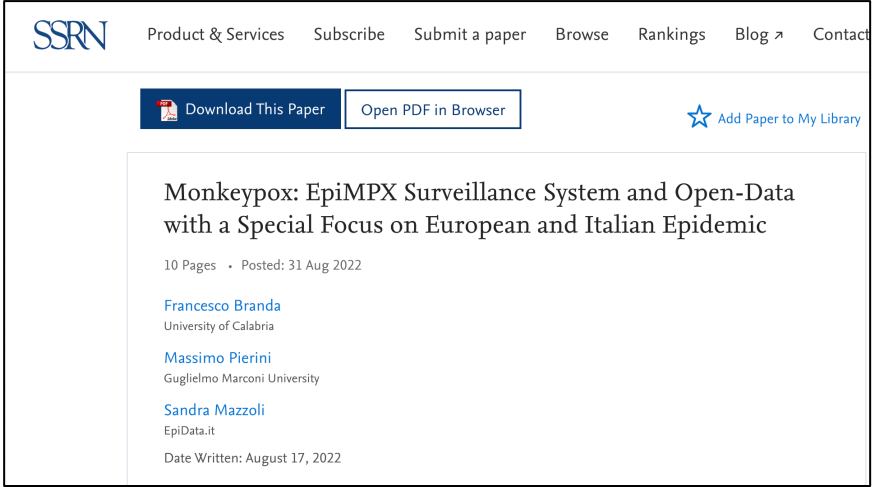 SSRN
Product & Services Subscribe Submit a paper Browse Rankings Blog ↗ Contact
PDF
Adobe
Download This Paper
Open PDF in Browser
Add Paper to My Library
Monkeypox: EpiMPX Surveillance System and Open-Data
with a Special Focus on European and Italian Epidemic
10 Pages • Posted: 31 Aug 2022
Francesco Branda
University of Calabria
Massimo Pierini
Guglielmo Marconi University
Sandra Mazzoli
EpiData.it
Date Written: August 17, 2022